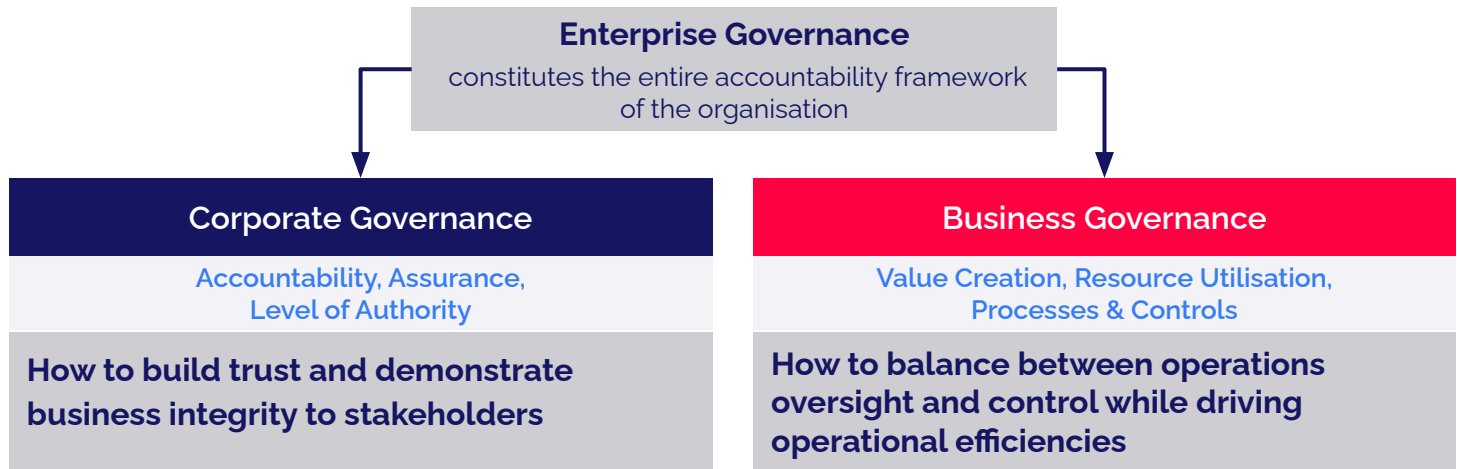 Enterprise Governance
constitutes the entire accountability framework
of the organisation
Corporate Governance
Accountability, Assurance,
Level of Authority
How to build trust and demonstrate
business integrity to stakeholders
Business Governance
Value Creation, Resource Utilisation,
Processes & Controls
How to balance between operations
oversight and control while driving
operational efficiencies